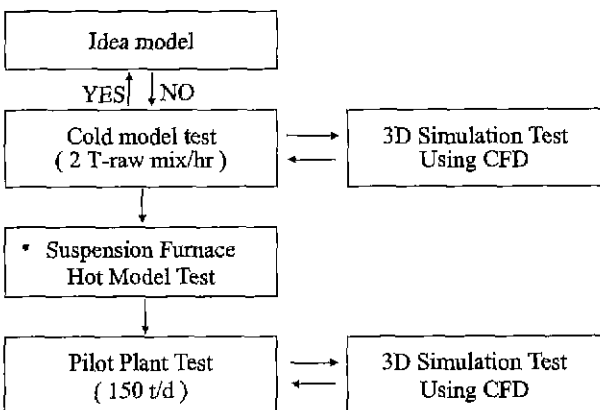 Idea model
YES NO
Cold model test
( 2 T-raw mix/hr )
3D Simulation Test
Using CFD
• Suspension Furnace
Hot Model Test
Pilot Plant Test
( 150 t/d )
3D Simulation Test
Using CFD